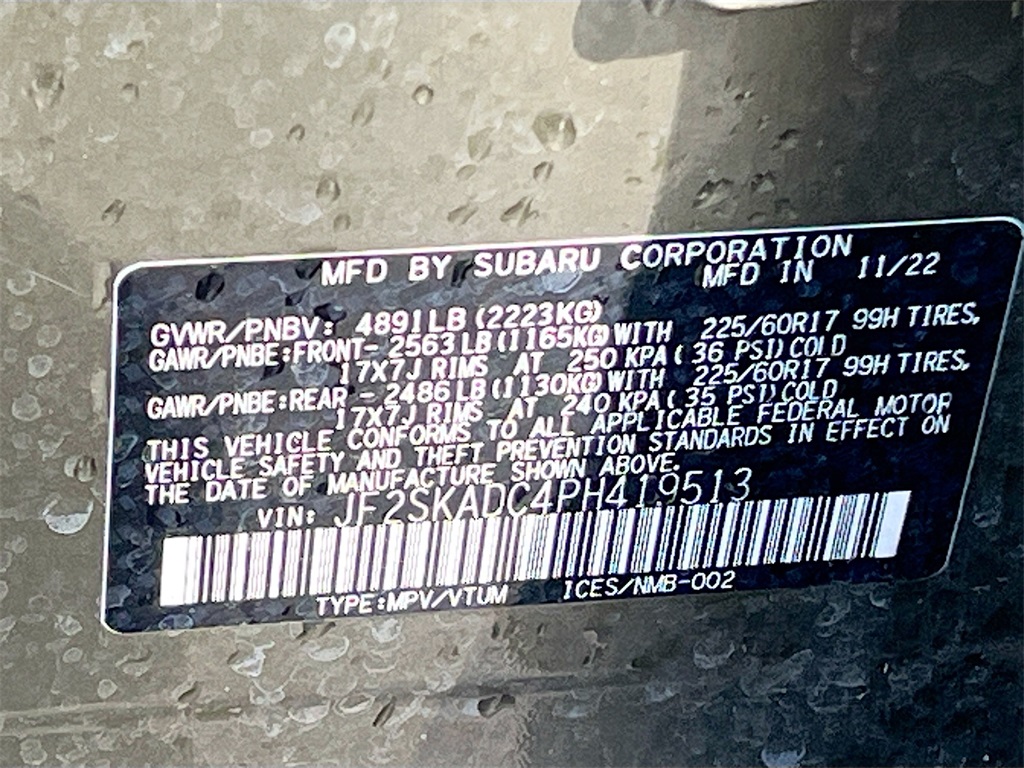 MFD BY SUBARU CORPORATION
MFD IN 11/22
GVWR/PNBV: 4891LB(2223KG)
GAWR/PNBE:FRONT- 2563LB(1165KG)WITH 225/60R17 99H TIRES,
17X7J RIMS AT 250 KPA( 36 PSI)COLD
GAWR/PNBE:REAR - 2486LB(1130KG)WITH 225/60R17 99H TIRES,
17X7J RIMS AT 240 KPA( 35 PSI)COLD
THIS VEHICLE CONFORMS TO ALL APPLICABLE FEDERAL MOTOR
VEHICLE SAFETY AND THEFT PREVENTION STANDARDS IN EFFECT ON
THE DATE OF MANUFACTURE SHOWN ABOVE.
VIN: JF2SKADC4PH419513
TYPE:MPV/VTUM ICES/NMB-002